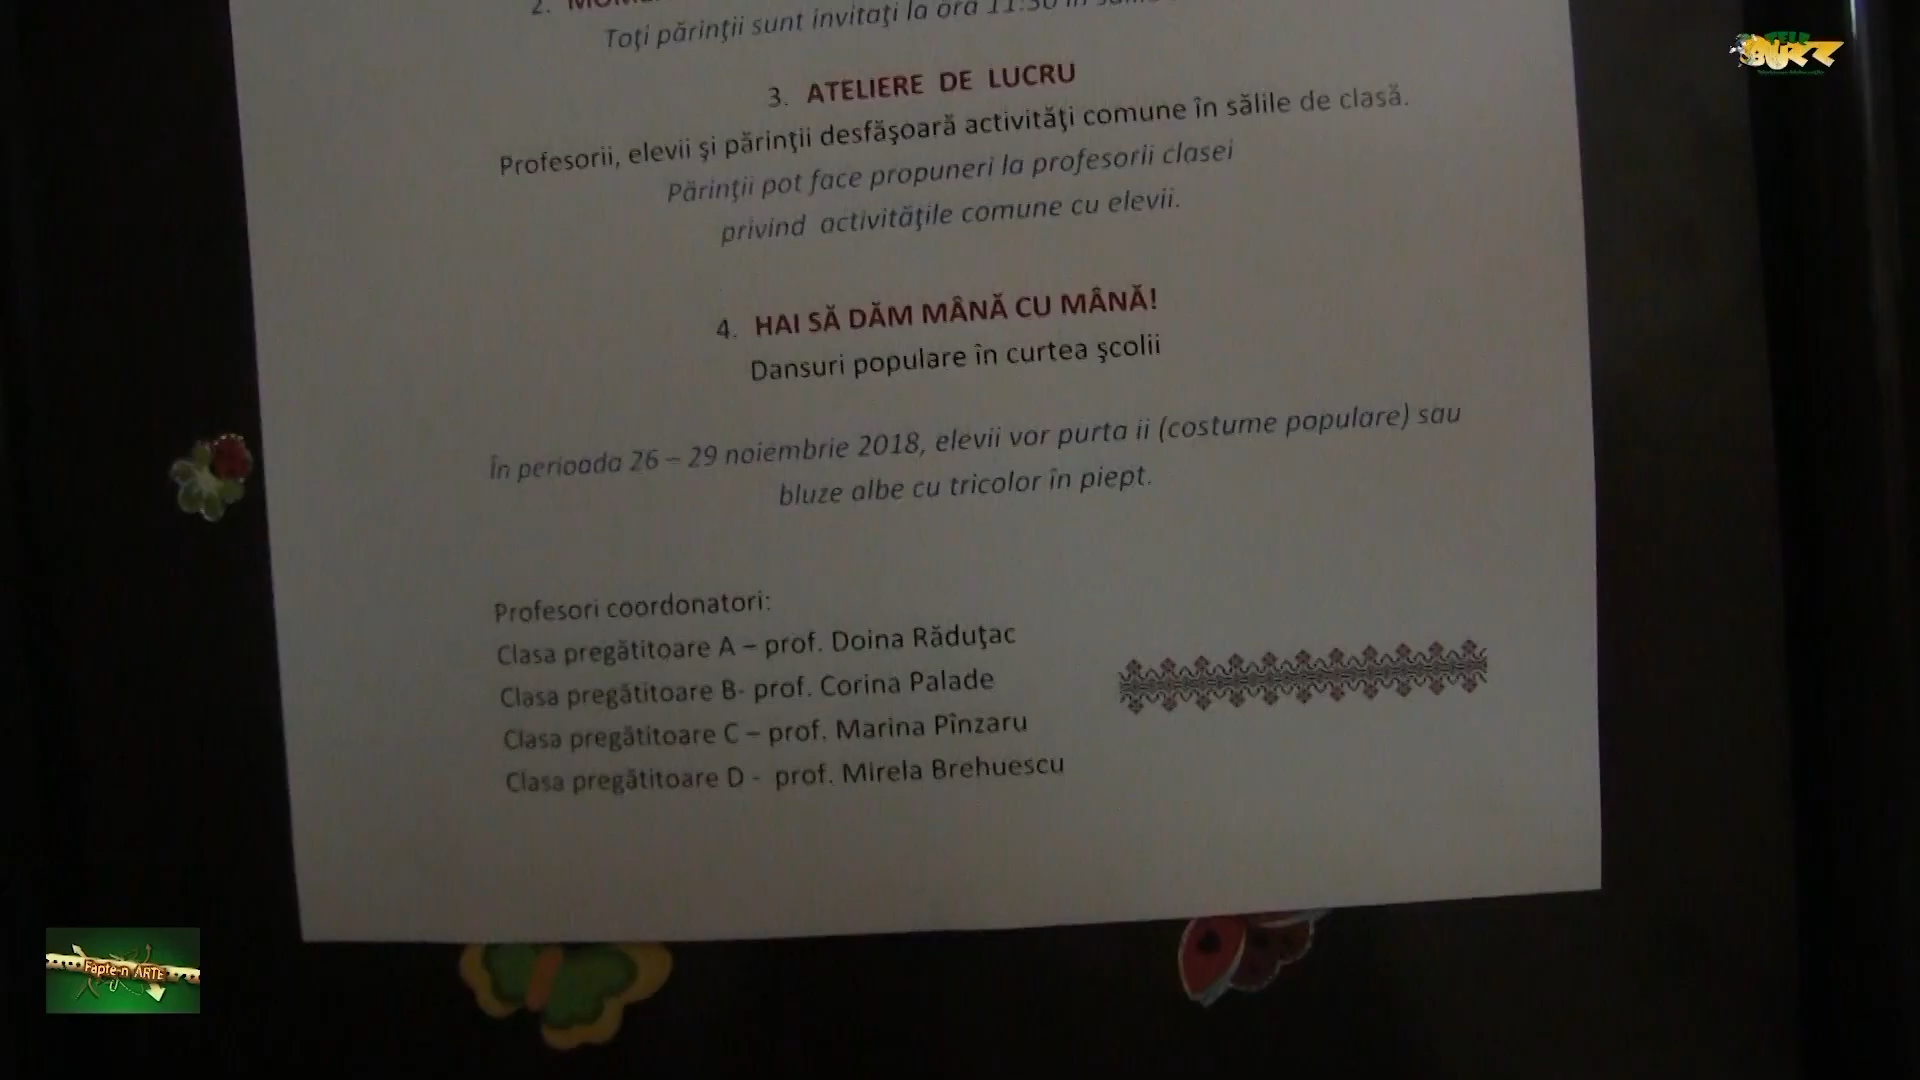 2.
Toţi părinţii sunt invitaţi la ora 11:30 în
3. ATELIERE DE LUCRU
Profesorii, elevii şi părinţii desfăşoară activităţi comune în sălile de clasă.
Părinţii pot face propuneri la profesorii clasei
privind activităţile comune cu elevii.
4. HAI SĂ DĂM MÂNĂ CU MÂNĂ!
Dansuri populare în curtea şcolii
În perioada 26 – 29 noiembrie 2018, elevii vor purta ii (costume populare) sau
bluze albe cu tricolor în piept.
Profesori coordonatori:
Clasa pregătitoare A – prof. Doina Răduţac
Clasa pregătitoare B- prof. Corina Palade
Clasa pregătitoare C – prof. Marina Pînzaru
Clasa pregătitoare D - prof. Mirela Brehuescu
TELE
BUZZ
Fapte-n ARTE